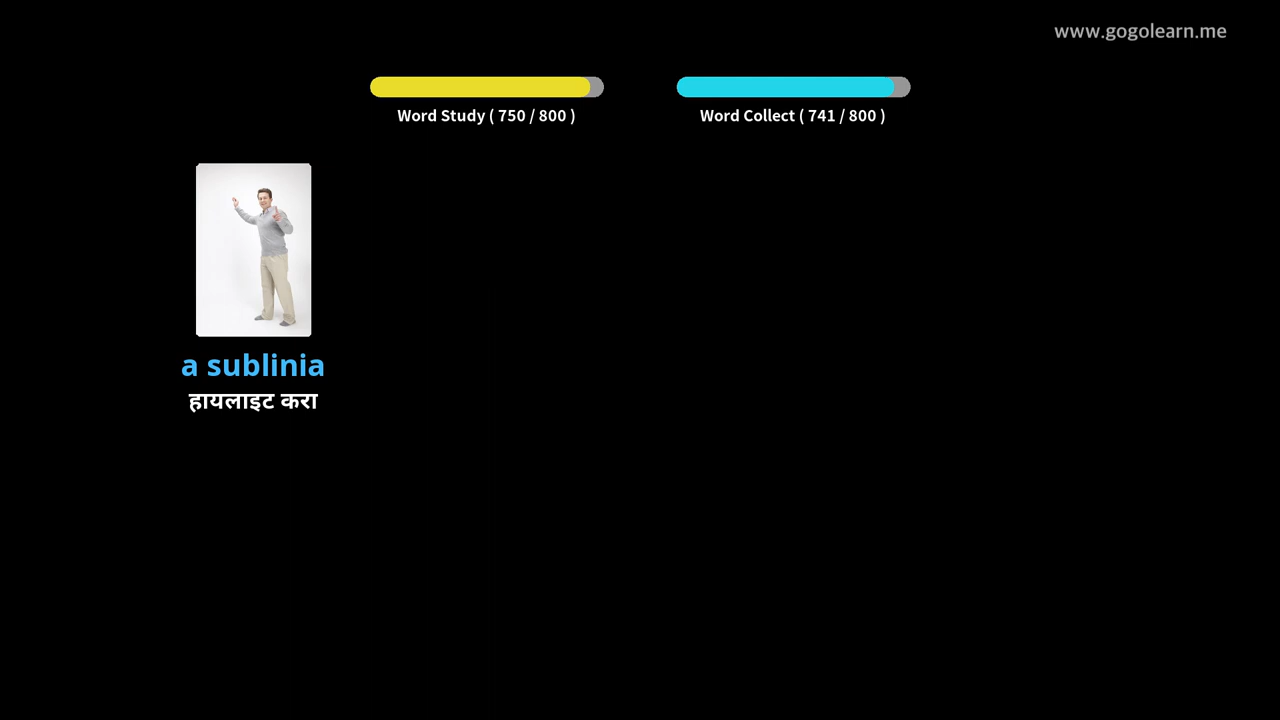 www.gogolearn.me
Word Study ( 750 / 800 )
Word Collect ( 741 / 800 )
a sublinia
हायलाइट करा